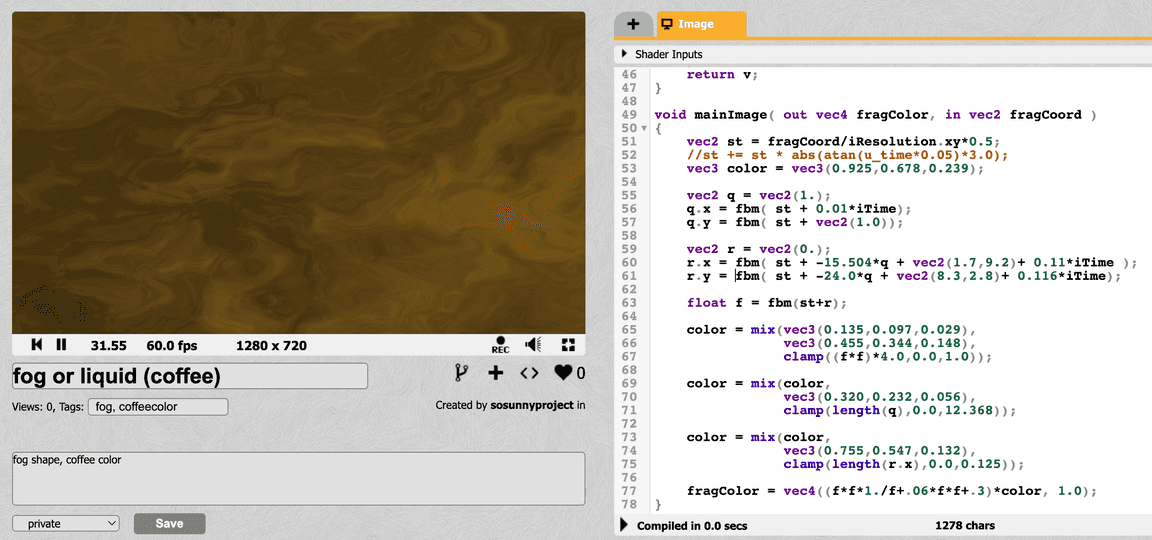 31.55 60.0 fps 1280 x 720 REC
fog or liquid (coffee)
0
Views: 0, Tags: fog, coffeecolor
Created by sosunnyproject in
fog shape, coffee color
private Save
+ Image
Shader Inputs
46 return v;
47 }
48
49 void mainImage( out vec4 fragColor, in vec2 fragCoord )
50 {
51 vec2 st = fragCoord/iResolution.xy*0.5;
52 //st += st * abs(atan(u_time*0.05)*3.0);
53 vec3 color = vec3(0.925,0.678,0.239);
54
55 vec2 q = vec2(1.);
56 q.x = fbm( st + 0.01*iTime);
57 q.y = fbm( st + vec2(1.0));
58
59 vec2 r = vec2(0.);
60 r.x = fbm( st + -15.504*q + vec2(1.7,9.2)+ 0.11*iTime );
61 r.y = fbm( st + -24.0*q + vec2(8.3,2.8)+ 0.116*iTime);
62
63 float f = fbm(st+r);
64
65 color = mix(vec3(0.135,0.097,0.029),
66 vec3(0.455,0.344,0.148),
67 clamp((f*f)*4.0,0.0,1.0));
68
69 color = mix(color,
70 vec3(0.320,0.232,0.056),
71 clamp(length(q),0.0,12.368));
72
73 color = mix(color,
74 vec3(0.755,0.547,0.132),
75 clamp(length(r.x),0.0,0.125));
76
77 fragColor = vec4((f*f*1./f+.06*f*f+.3)*color, 1.0);
78 }
Compiled in 0.0 secs 1278 chars